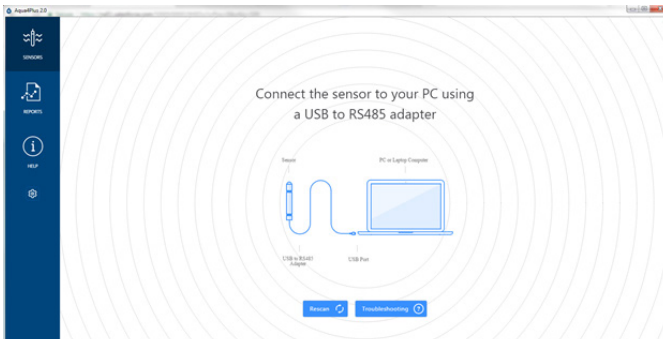 Aqua4Plus 2.0
SENSORS
REPORTS
HELP
Connect the sensor to your PC using
a USB to RS485 adapter
Sensor
PC or Laptop Computer
USB to RS485
Adapter
USB Port
Rescan
Troubleshooting ?